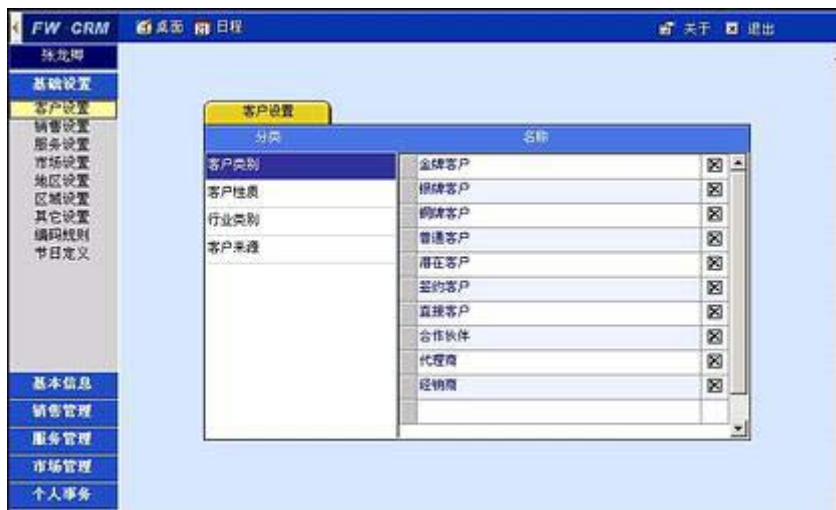 FW CRM 桌面 日程 关于 退出
张龙卿
基础设置
客户设置
销售设置
服务设置
市场设置
地区设置
区域设置
其它设置
编码规则
节日定义
基本信息
销售管理
服务管理
市场管理
个人事务
客户设置
分类 名称
客户类别
客户性质
行业类别
客户来源
金牌客户
银牌客户
铜牌客户
普通客户
潜在客户
签约客户
直接客户
合作伙伴
代理商
经销商